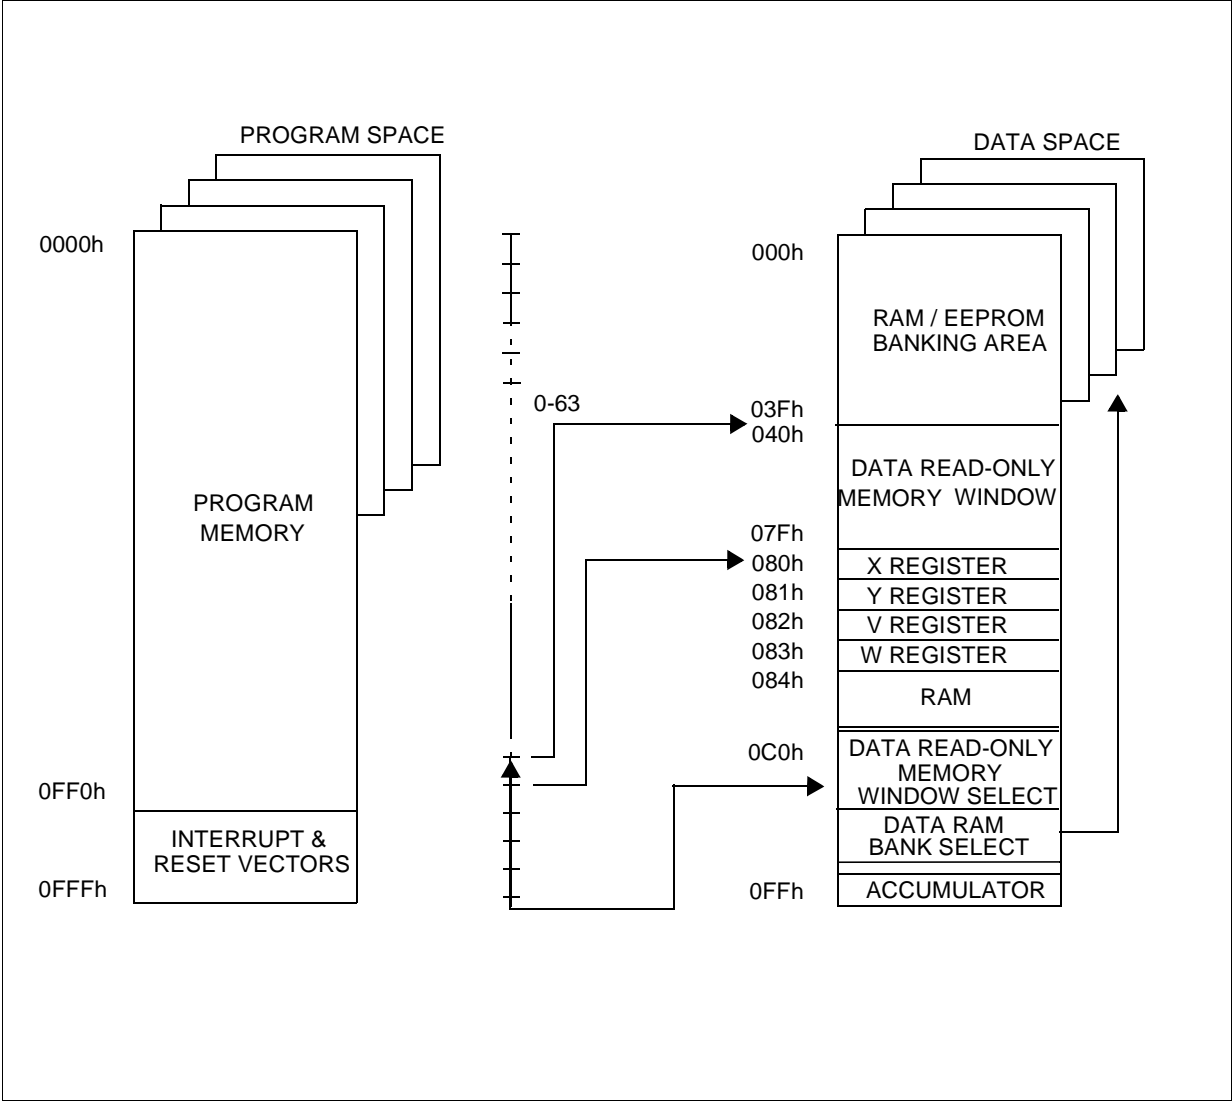 PROGRAM SPACE
0000h
PROGRAM
MEMORY
0FF0h
INTERRUPT &
RESET VECTORS
0FFFh
0-63
DATA SPACE
000h
RAM / EEPROM
BANKING AREA
03Fh
040h
DATA READ-ONLY
MEMORY WINDOW
07Fh
080h
X REGISTER
081h
Y REGISTER
082h
V REGISTER
083h
W REGISTER
084h
RAM
0C0h
DATA READ-ONLY
MEMORY
WINDOW SELECT
DATA RAM
BANK SELECT
0FFh
ACCUMULATOR